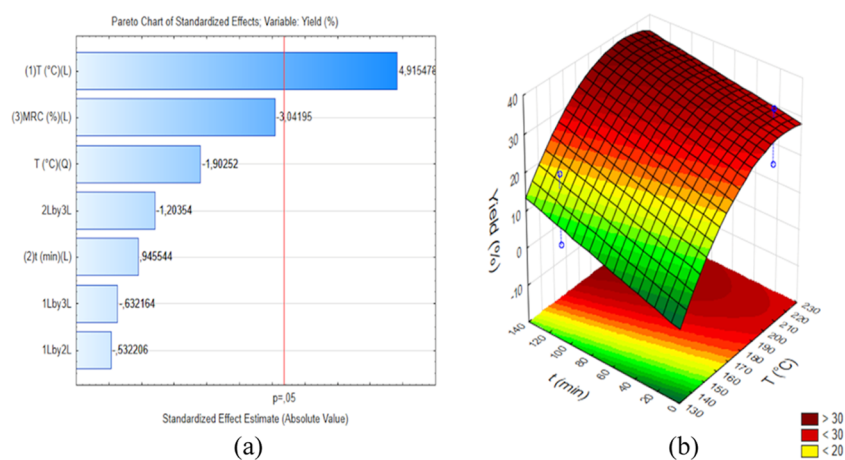 Pareto Chart of Standardized Effects; Variable: Yield (%)
(1)T (°C)(L)
4,915478
(3)MRC (%)(L)
-3,04195
T (°C)(Q)
-1,90252
2Lby3L
-1,20354
(2)t (min)(L)
,945544
1Lby3L
-,632164
1Lby2L
-,532206
p=,05
Standardized Effect Estimate (Absolute Value)
(a)
40
30
20
10
0
-10
Yield (%)
140
120
100
80
60
40
20
0
t (min)
230
220
210
200
190
180
170
160
150
140
130
T (°C)
> 30
< 30
< 20
(b)